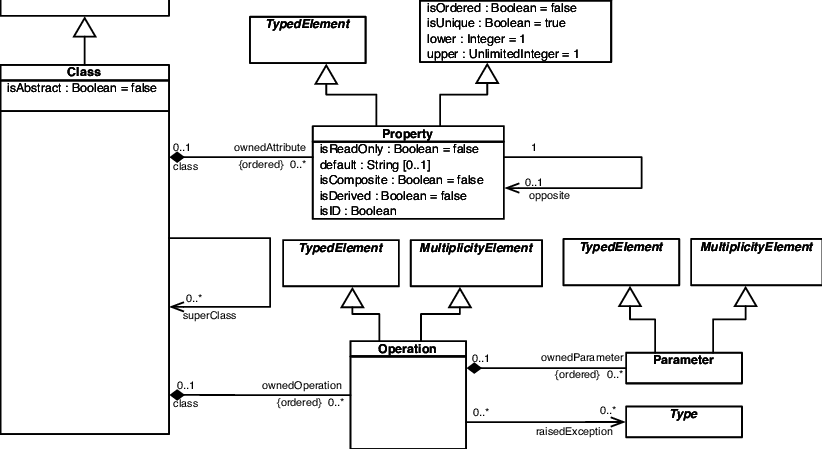 isOrdered : Boolean = false
isUnique : Boolean = true
lower : Integer = 1
upper : UnlimitedInteger = 1
TypedElement
Class
isAbstract : Boolean = false
Property
isReadOnly : Boolean = false
default : String [0..1]
isComposite : Boolean = false
isDerived : Boolean = false
isID : Boolean
0..1
class
ownedAttribute
{ordered} 0..*
1
0..1
opposite
TypedElement
MultiplicityElement
TypedElement
MultiplicityElement
0..*
superClass
Operation
0..1
ownedParameter
{ordered} 0..*
Parameter
0..1
class
ownedOperation
{ordered} 0..*
0..*
0..*
raisedException
Type